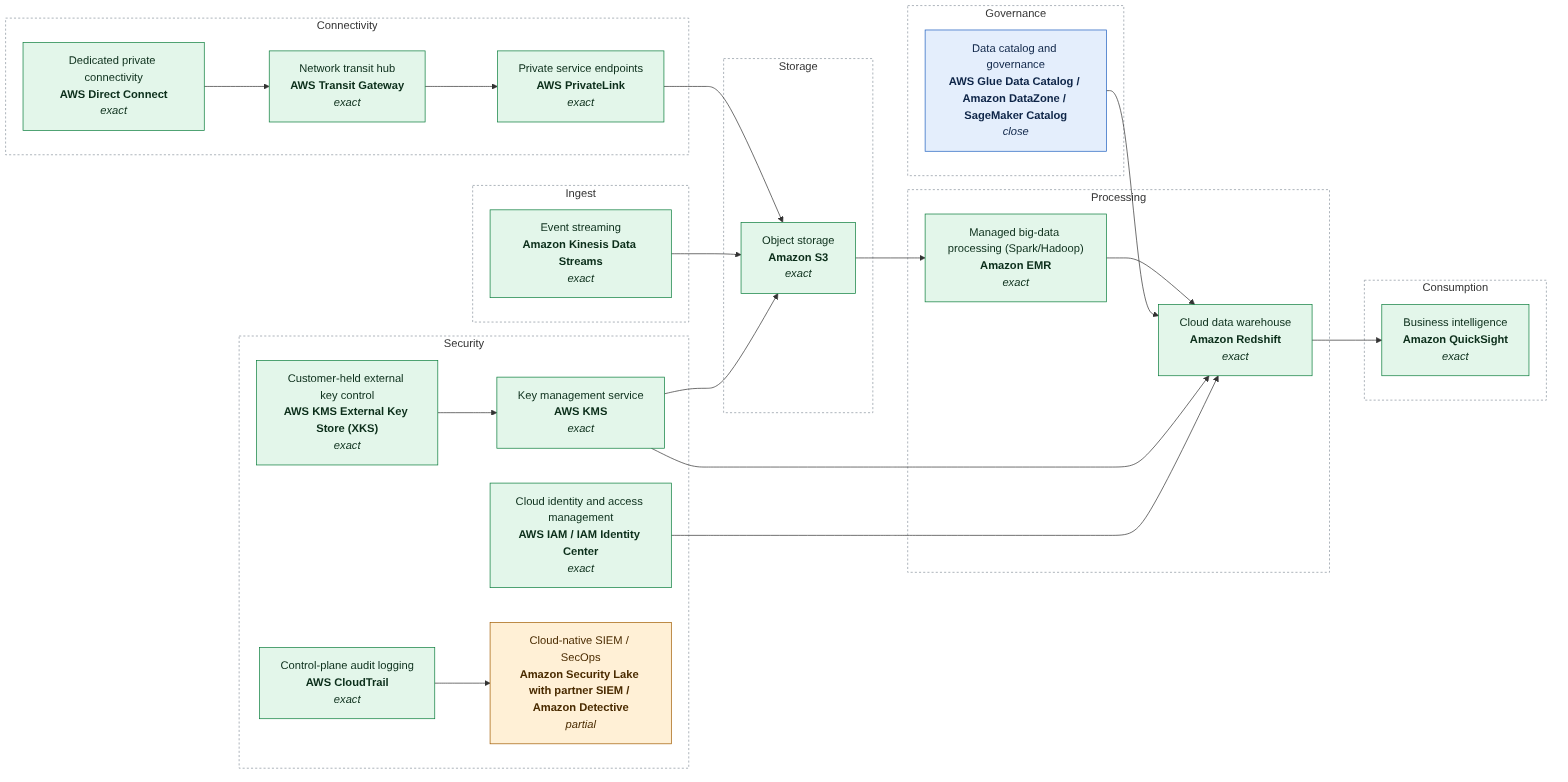 Connectivity
Dedicated private
connectivity
AWS Direct Connect
exact
Network transit hub
AWS Transit Gateway
exact
Private service endpoints
AWS PrivateLink
exact
Ingest
Event streaming
Amazon Kinesis Data
Streams
exact
Security
Customer-held external
key control
AWS KMS External Key
Store (XKS)
exact
Key management service
AWS KMS
exact
Cloud identity and access
management
AWS IAM / IAM Identity
Center
exact
Control-plane audit logging
AWS CloudTrail
exact
Cloud-native SIEM /
SecOps
Amazon Security Lake
with partner SIEM /
Amazon Detective
partial
Storage
Object storage
Amazon S3
exact
Governance
Data catalog and
governance
AWS Glue Data Catalog /
Amazon DataZone /
SageMaker Catalog
close
Processing
Managed big-data
processing (Spark/Hadoop)
Amazon EMR
exact
Cloud data warehouse
Amazon Redshift
exact
Consumption
Business intelligence
Amazon QuickSight
exact